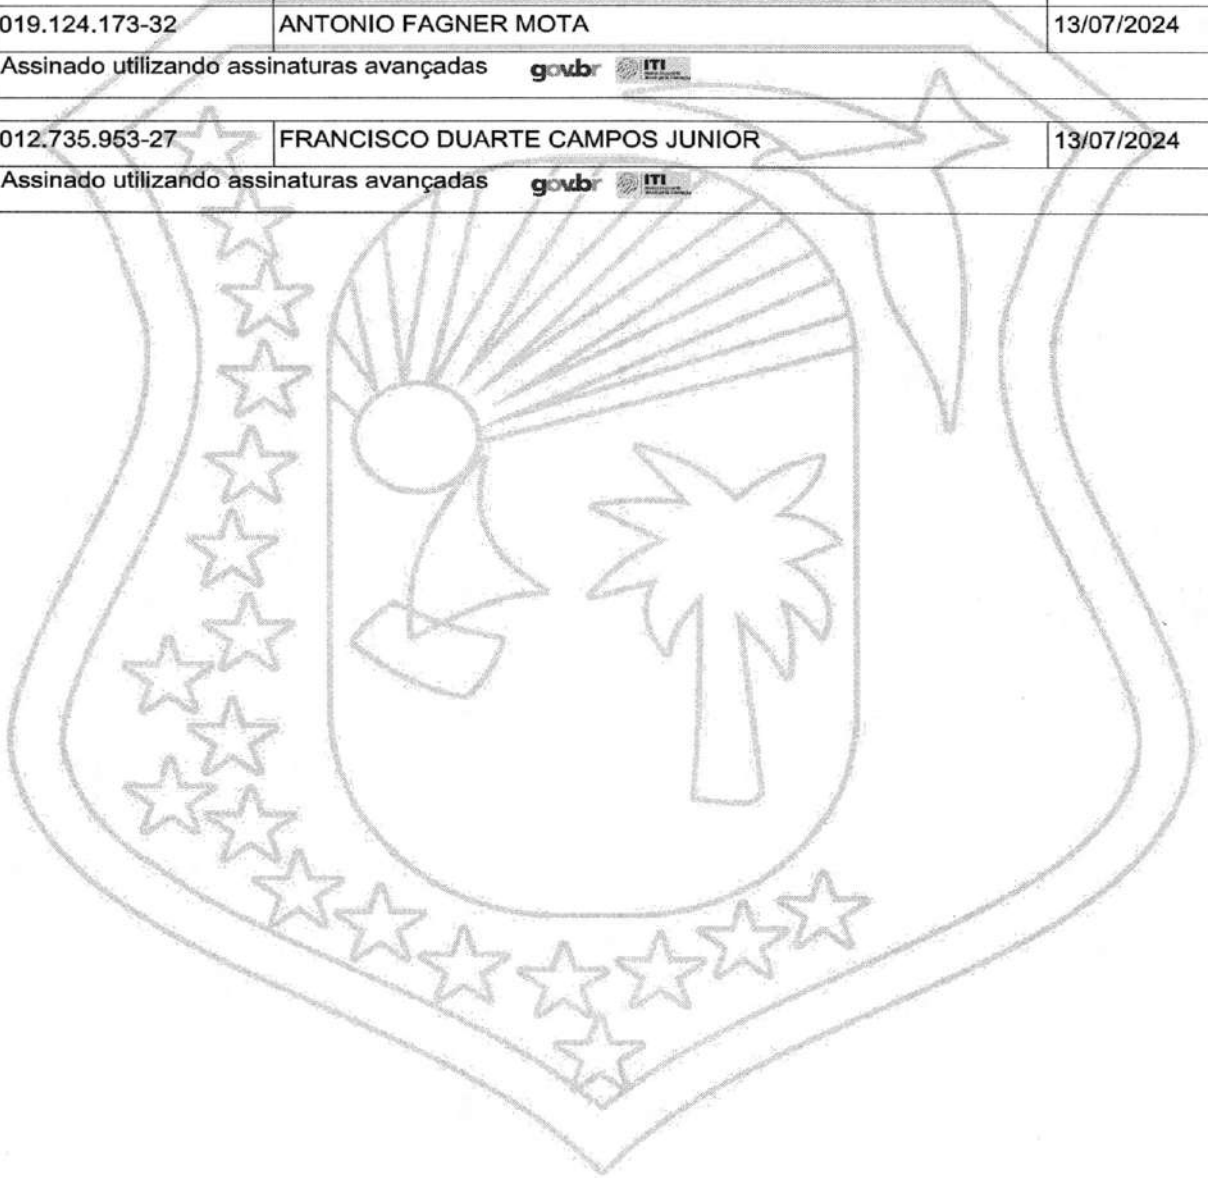 019.124.173-32 ANTONIO FAGNER MOTA 13/07/2024
Assinado utilizando assinaturas avançadas gov.br ITI
012.735.953-27 FRANCISCO DUARTE CAMPOS JUNIOR 13/07/2024
Assinado utilizando assinaturas avançadas gov.br ITI